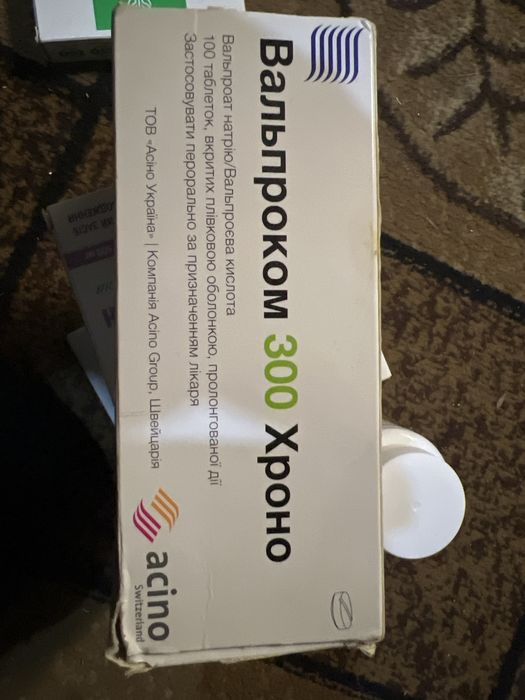 Вальпроком 300 Хроно
Вальпроат натрію/Вальпроєва кислота
100 таблеток, вкритих плівковою оболонкою, пролонгованої дії
Застосовувати перорально за призначенням лікаря
ТОВ «Асіно Україна» | Компанія Acino Group, Швейцарія
acino
Switzerland